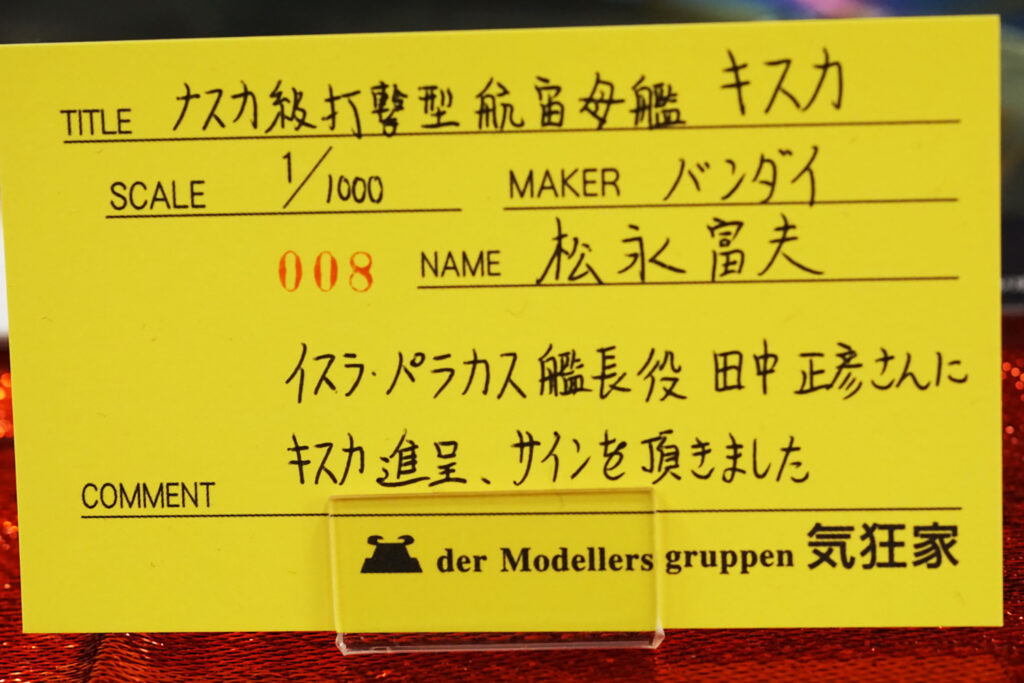 TITLE ナスカ級打撃型航宙母艦 キスカ
SCALE 1/1000 MAKER バンダイ
008 NAME 松永富夫
イスラ・パラカス艦長役 田中正彦さんに
キスカ進呈、サインを頂きました
COMMENT
der Modellers gruppen 気狂家